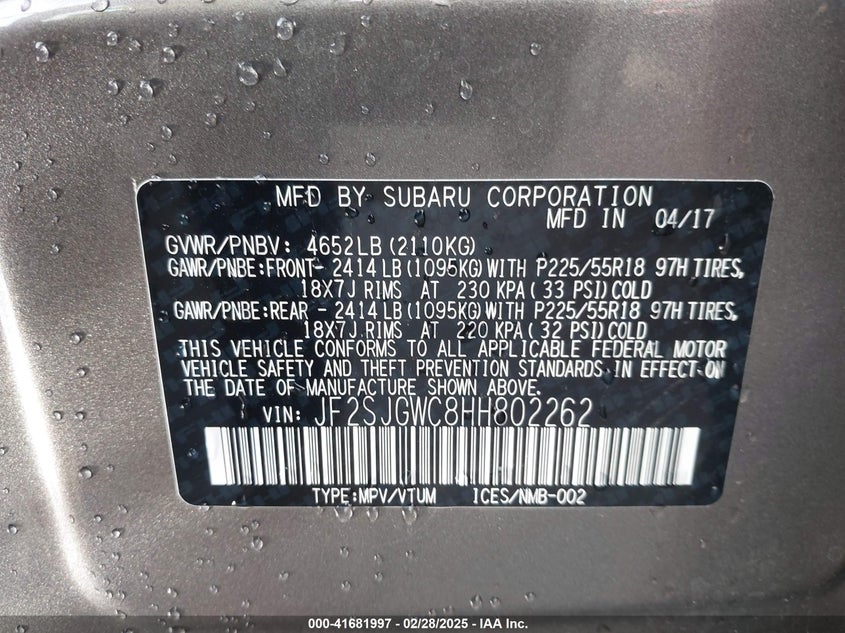 MFD BY SUBARU CORPORATION
MFD IN 04/17
GVWR/PNBV: 4652LB(2110KG)
GAWR/PNBE:FRONT- 2414LB(1095KG)WITH P225/55R18 97H TIRES,
18X7J RIMS AT 230 KPA(33 PSI)COLD
GAWR/PNBE:REAR - 2414LB(1095KG)WITH P225/55R18 97H TIRES,
18X7J RIMS AT 220 KPA(32 PSI)COLD
THIS VEHICLE CONFORMS TO ALL APPLICABLE FEDERAL MOTOR
VEHICLE SAFETY AND THEFT PREVENTION STANDARDS IN EFFECT ON
THE DATE OF MANUFACTURE SHOWN ABOVE.
VIN: JF2SJGWC8HH802262
TYPE:MPV/VTUM ICES/NMB-002
000-41681997 - 02/28/2025 - IAA Inc.